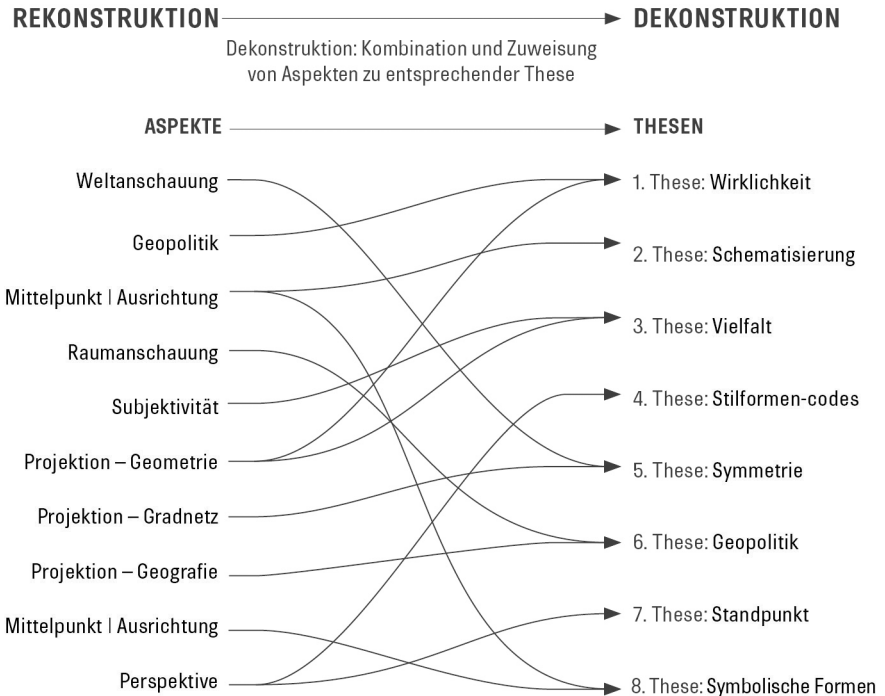 REKONSTRUKTION
DEKONSTRUKTION
Dekonstruktion: Kombination und Zuweisung
von Aspekten zu entsprechender These
ASPEKTE
THESEN
Weltanschauung
Geopolitik
Mittelpunkt | Ausrichtung
Raumanschauung
Subjektivität
Projektion – Geometrie
Projektion – Gradnetz
Projektion – Geografie
Mittelpunkt | Ausrichtung
Perspektive
1. These: Wirklichkeit
2. These: Schematisierung
3. These: Vielfalt
4. These: Stilformen-codes
5. These: Symmetrie
6. These: Geopolitik
7. These: Standpunkt
8. These: Symbolische Formen